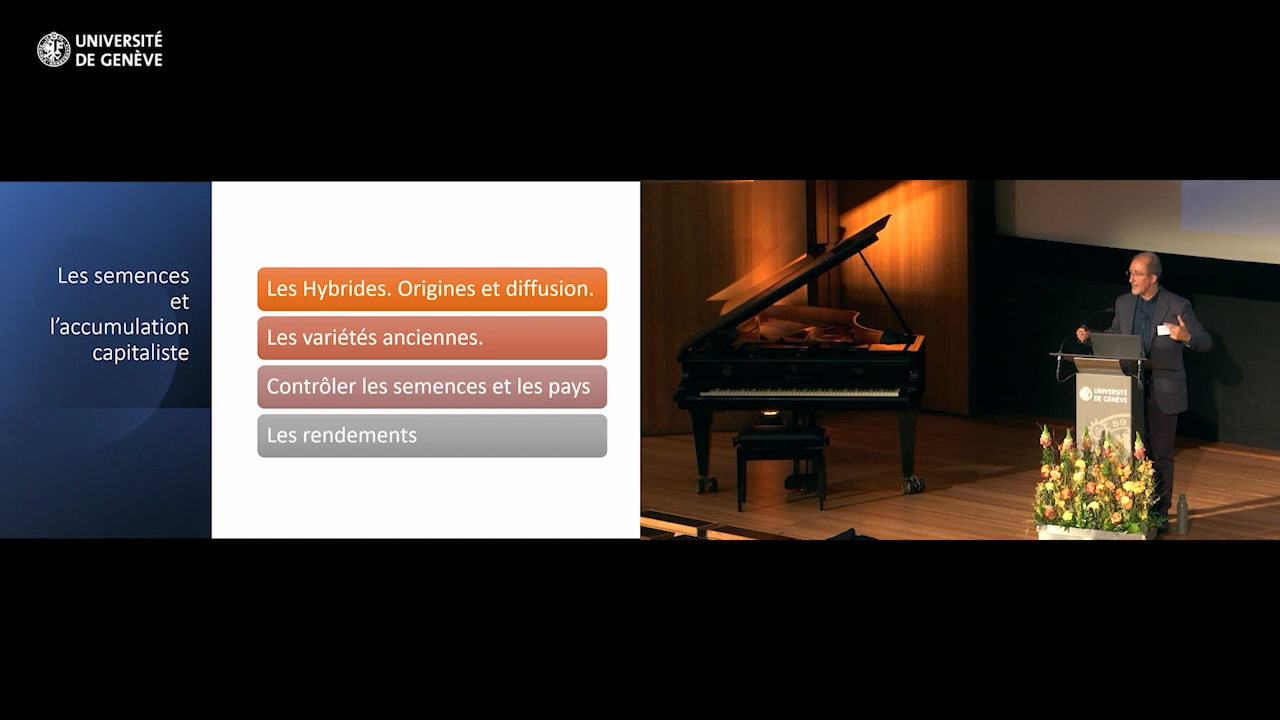 UNIVERSITÉ
DE GENÈVE
Les semences
et
l'accumulation
capitaliste
Les Hybrides. Origines et diffusion.
Les variétés anciennes.
Contrôler les semences et les pays
Les rendements
UNIVERSITÉ
DE GENÈVE